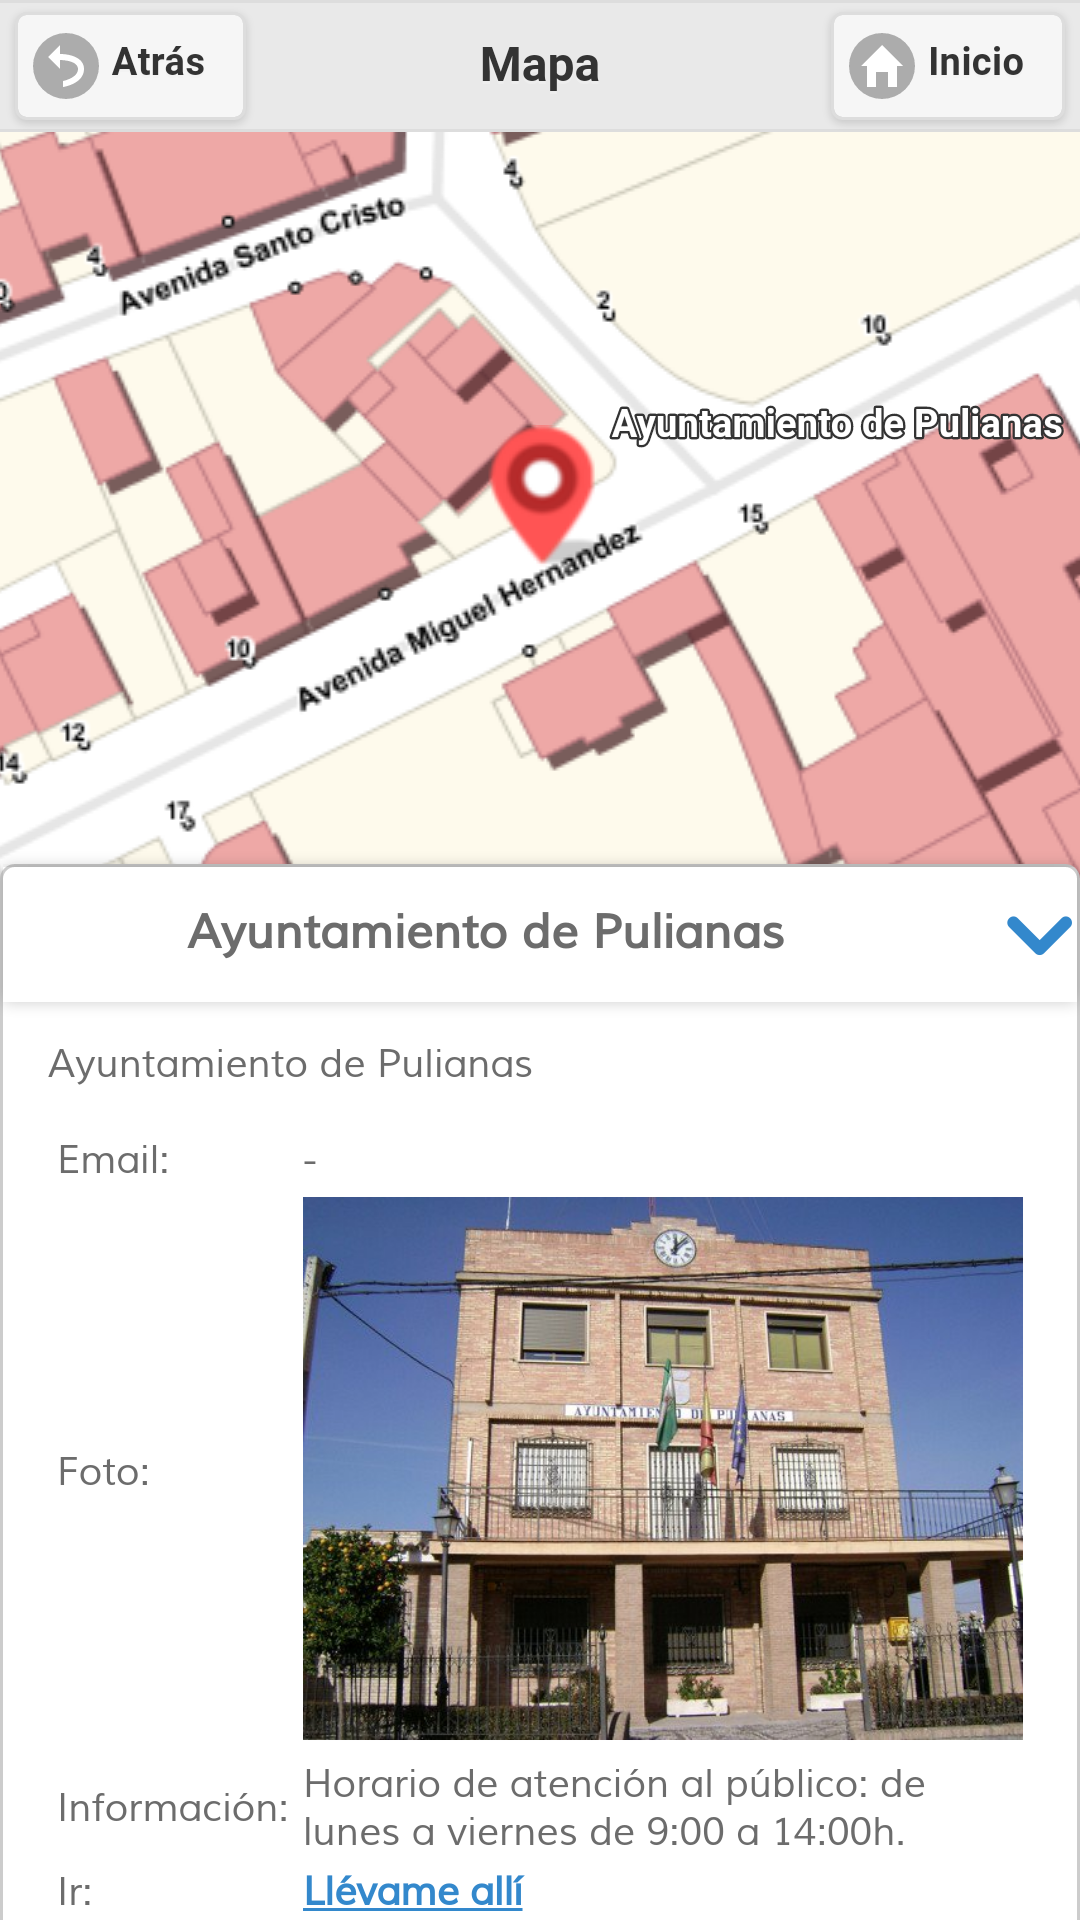 Atrás
Mapa
Inicio
4
Avenida Santo Cristo
4
2
10
Ayuntamiento de Pulianas
15
Avenida Miguel Hernandez
10
12
14
17
Ayuntamiento de Pulianas
Ayuntamiento de Pulianas
Email:
-
Foto:
AYUNTAMIENTO DE PULIANAS
Información:
Horario de atención al público: de
lunes a viernes de 9:00 a 14:00h.
Ir:
Llévame allí